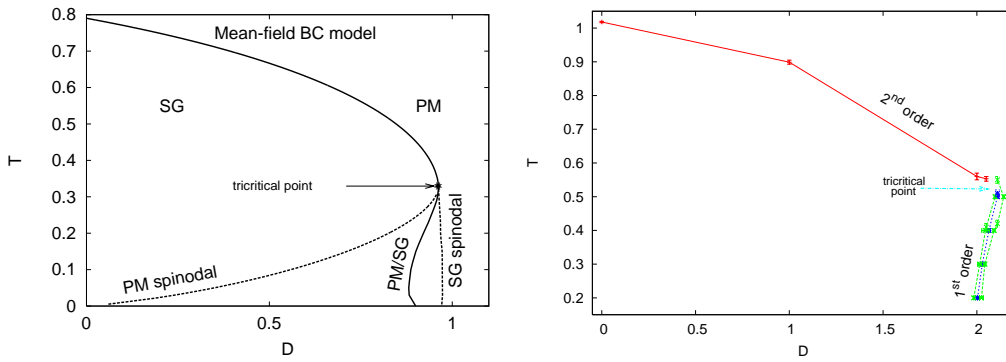 Mean-field BC model
SG
PM
tricritical point
PM spinodal
PM/SG
SG spinodal
T
0.8
0.7
0.6
0.5
0.4
0.3
0.2
0.1
0
0
0.5
1
D
2nd order
tricritical
point
1st order
T
1
0.9
0.8
0.7
0.6
0.5
0.4
0.3
0.2
0
0.5
1
1.5
2
D